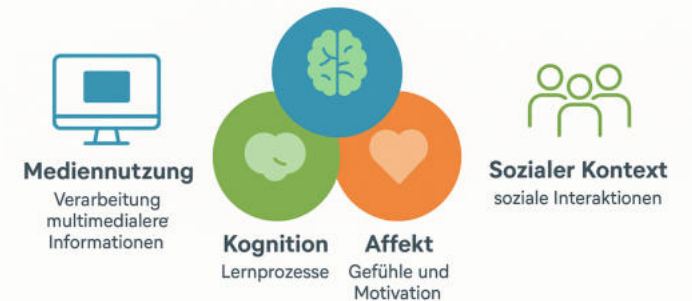 Mediennutzung
Verarbeitung
multimedialere
Informationen
Kognition
Lernprozesse
Affekt
Gefühle und
Motivation
Sozialer Kontext
soziale Interaktionen